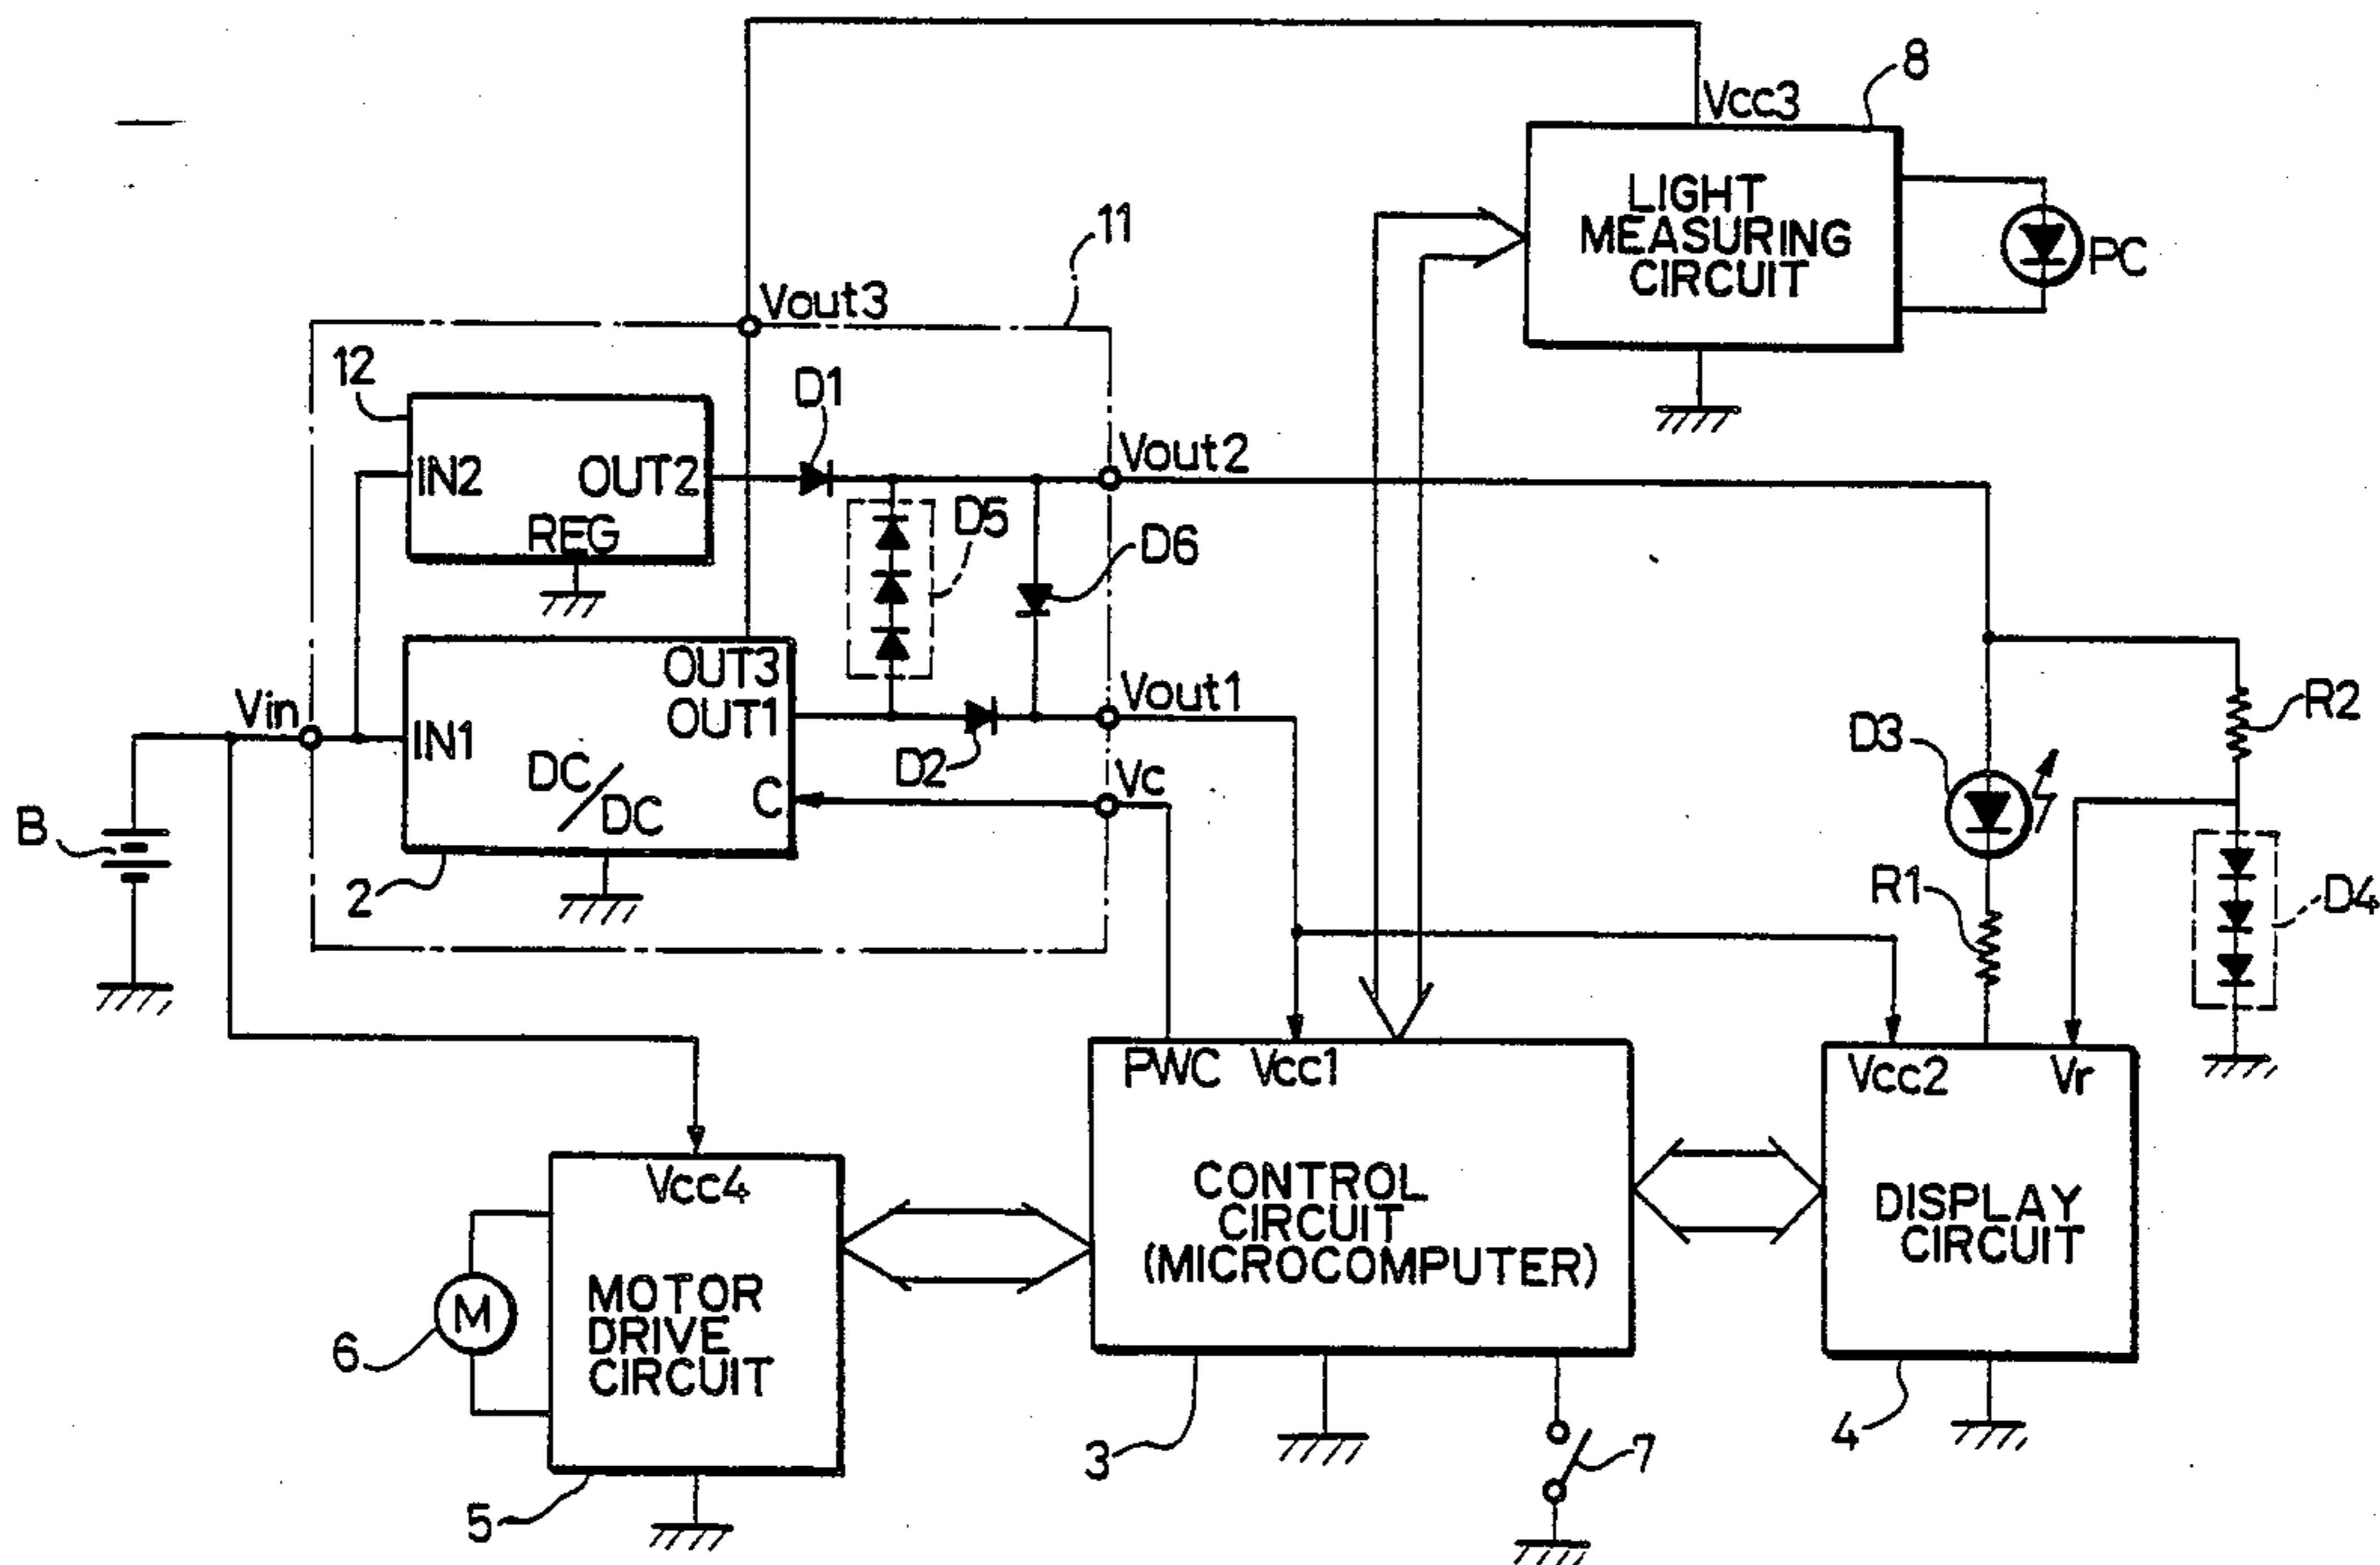 8
Vcc3
LIGHT
MEASURING
CIRCUIT
PC
11
Vout3
12
D1
IN2
OUT2
REG
Vout2
D5
D6
OUT3
OUT1
Vin
IN1
DC/DC
C
Vout1
D2
Vc
B
2
D3
R2
R1
D4
PWC
Vcc1
Vcc2
Vr
Vcc4
CONTROL
CIRCUIT
(MICROCOMPUTER)
DISPLAY
CIRCUIT
M
MOTOR
DRIVE
CIRCUIT
6
5
3
7
4